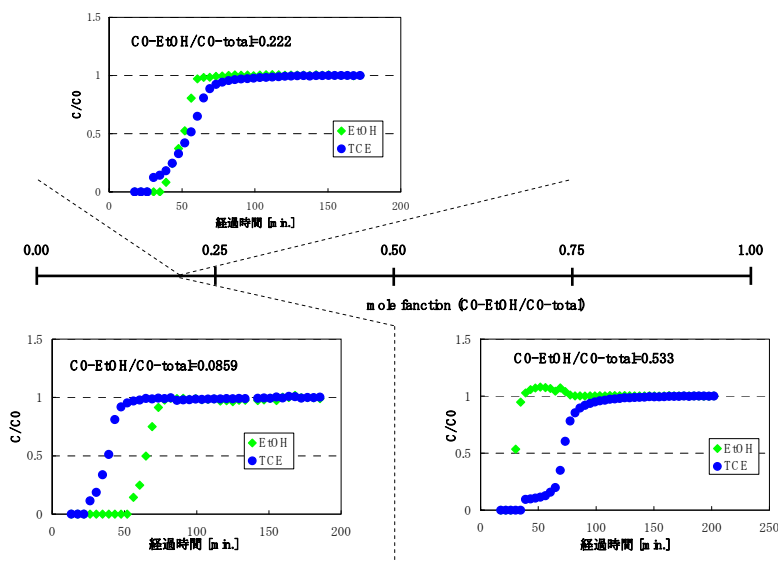 C0-EtOH/C0-total=0.222
C/C0
1.5
1
0.5
0
EtOH
TCE
0 50 100 150 200
経過時間 [min.]
0.00 0.25 0.50 0.75 1.00
mole fanction (C0-EtOH/C0-total)
C0-EtOH/C0-total=0.0859
C/C0
1.5
1
0.5
0
EtOH
TCE
0 50 100 150 200
経過時間 [min.]
C0-EtOH/C0-total=0.533
C/C0
1.5
1
0.5
0
EtOH
TCE
0 50 100 150 200 250
経過時間 [min.]